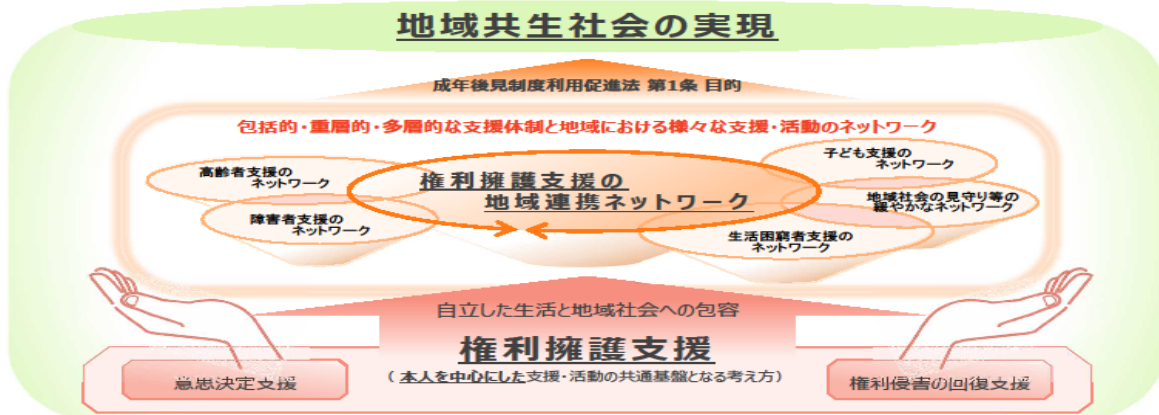 地域共生社会の実現
成年後見制度利用促進法 第1条 目的
包括的・重層的・多層的な支援体制と地域における様々な支援・活動のネットワーク
高齢者支援の
ネットワーク
障害者支援の
ネットワーク
権利擁護支援の
地域連携ネットワーク
子ども支援の
ネットワーク
地域社会の見守り等の
緩やかなネットワーク
生活困窮者支援の
ネットワーク
自立した生活と地域社会への包容
権利擁護支援
（本人を中心にした支援・活動の共通基盤となる考え方）
意思決定支援
権利侵害の回復支援